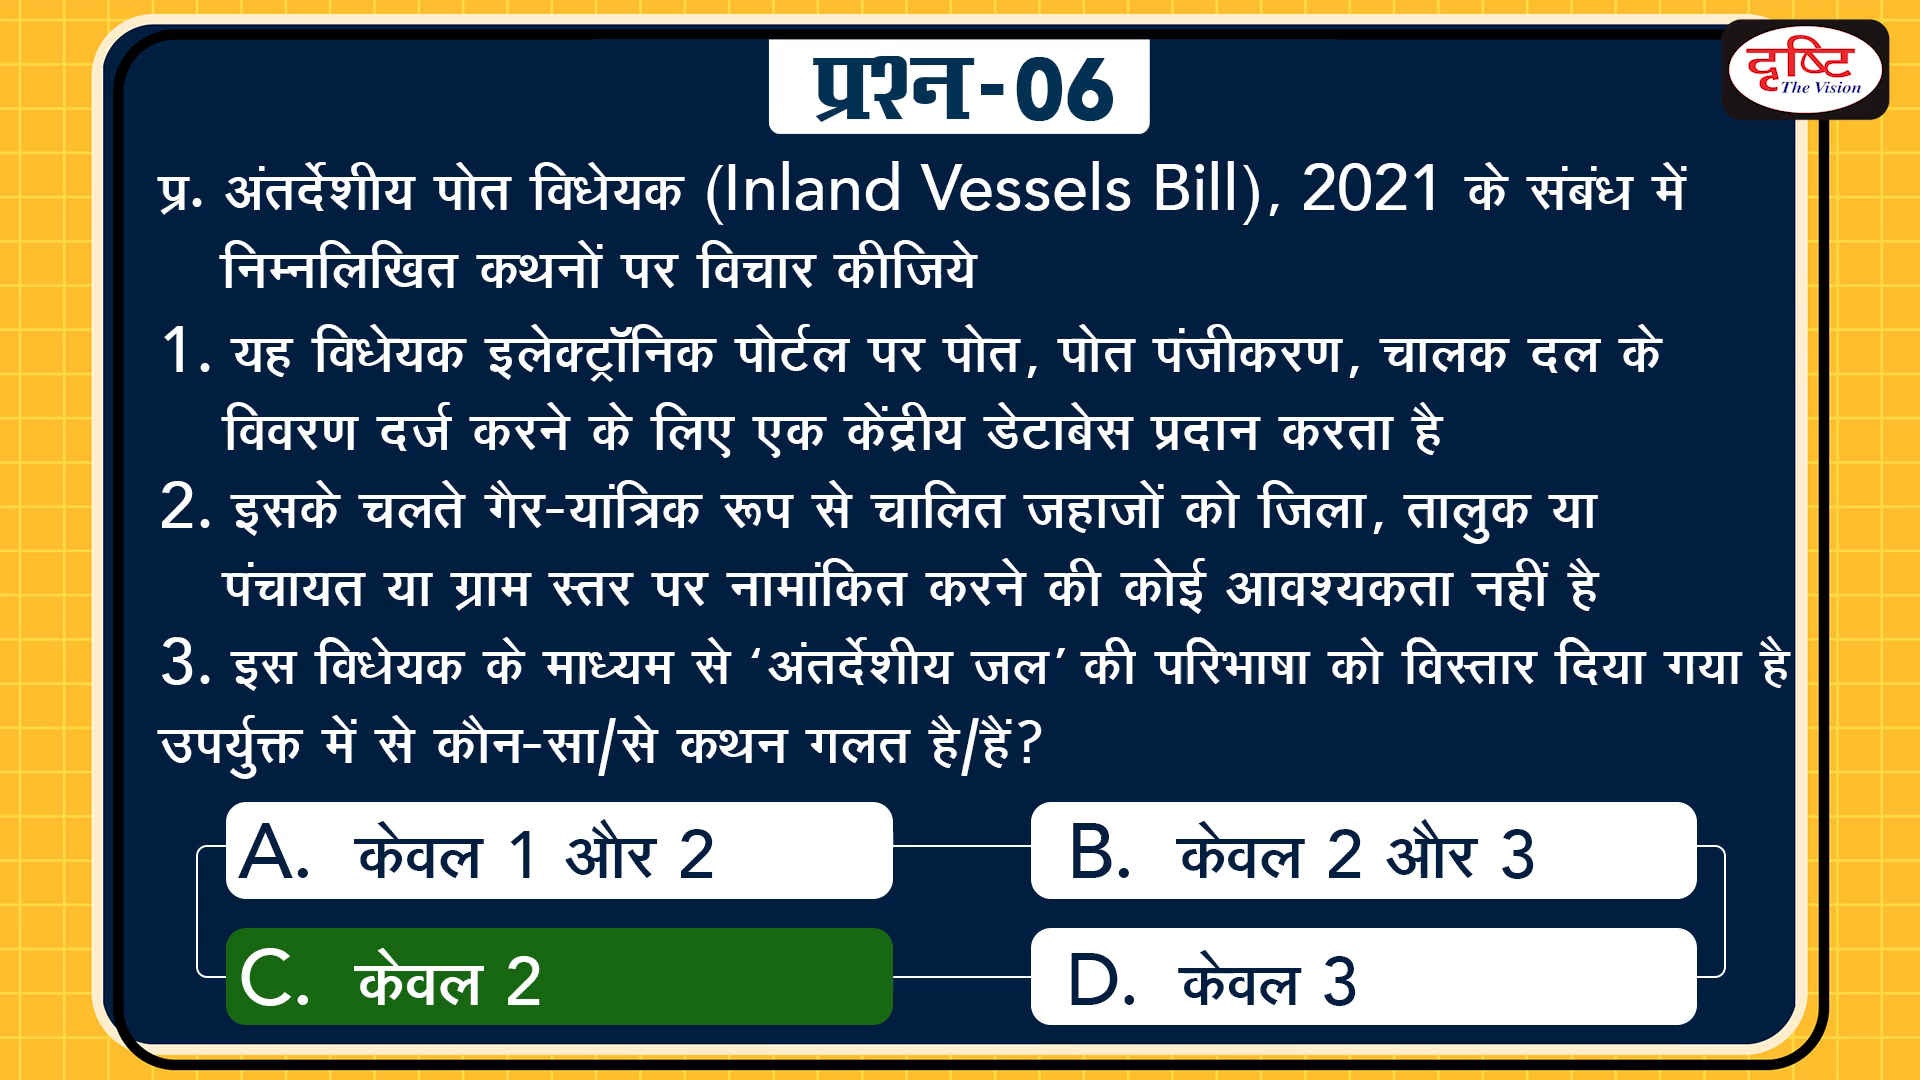 प्रश्न-06
दृष्टि
The Vision
प्र. अंतर्देशीय पोत विधेयक (Inland Vessels Bill), 2021 के संबंध में
निम्नलिखित कथनों पर विचार कीजिये
1. यह विधेयक इलेक्ट्रॉनिक पोर्टल पर पोत, पोत पंजीकरण, चालक दल के
विवरण दर्ज करने के लिए एक केंद्रीय डेटाबेस प्रदान करता है
2. इसके चलते गैर-यांत्रिक रूप से चालित जहाजों को जिला, तालुक या
पंचायत या ग्राम स्तर पर नामांकित करने की कोई आवश्यकता नहीं है
3. इस विधेयक के माध्यम से ‘अंतर्देशीय जल’ की परिभाषा को विस्तार दिया गया है
उपर्युक्त में से कौन-सा/से कथन गलत है/हैं?
A. केवल 1 और 2
B. केवल 2 और 3
C. केवल 2
D. केवल 3